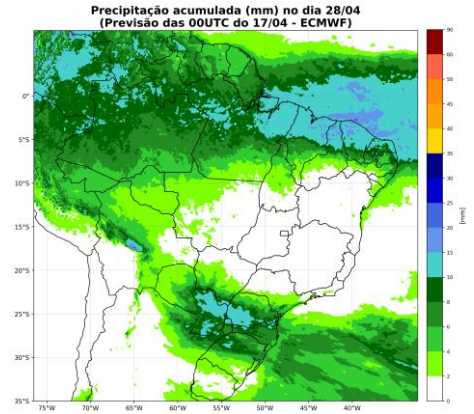 Precipitação acumulada (mm) no dia 28/04
(Previsão das 00UTC do 17/04 - ECMWF)
0°
5°S
10°S
15°S
20°S
25°S
30°S
35°S
75°W
70°W
65°W
60°W
55°W
50°W
45°W
40°W
90
60
50
45
40
35
30
25
20
15
10
8
6
4
2
0
[mm]